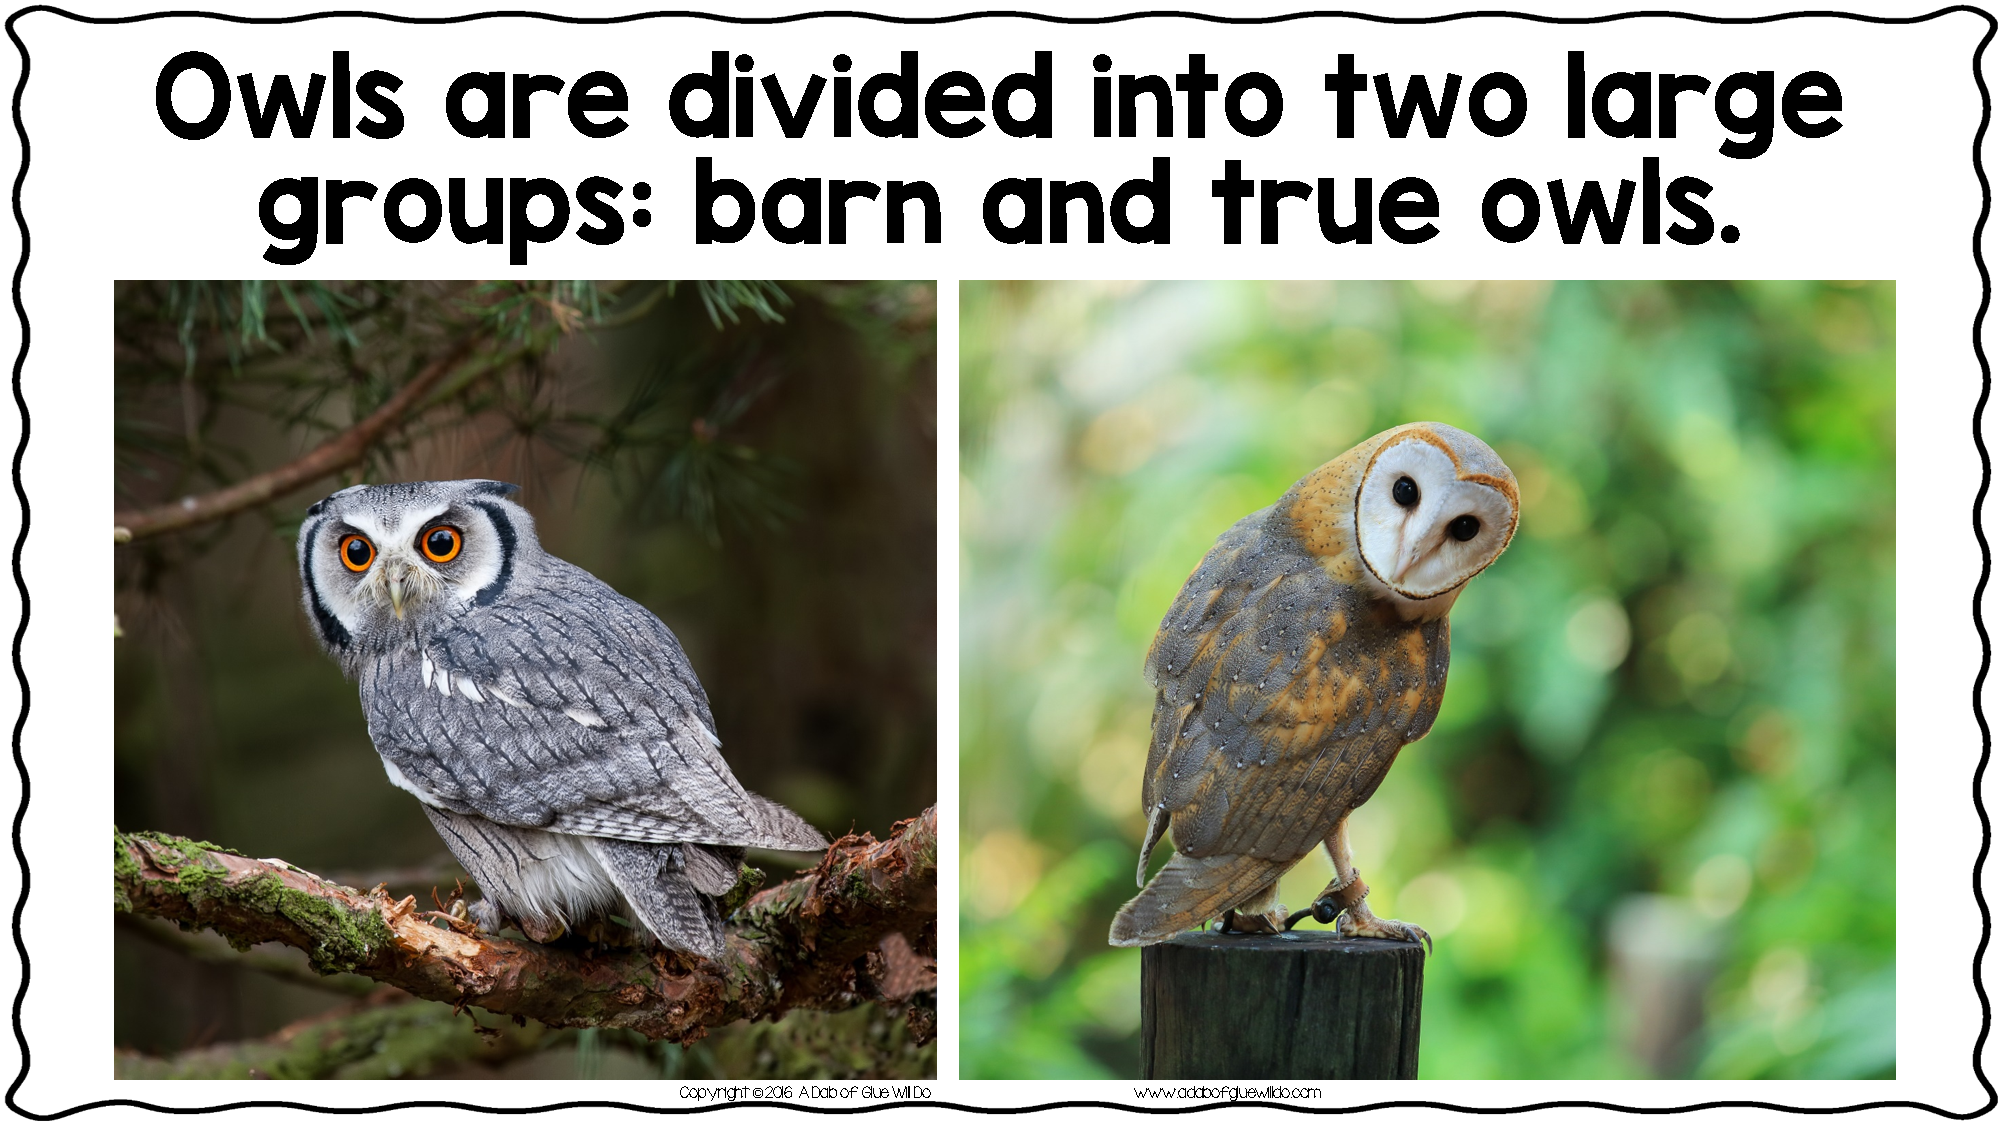 Owls are divided into two large
groups: barn and true owls.
Copyright ©2016 A Dab of Glue Will Do
www.adabofgluewilldo.com